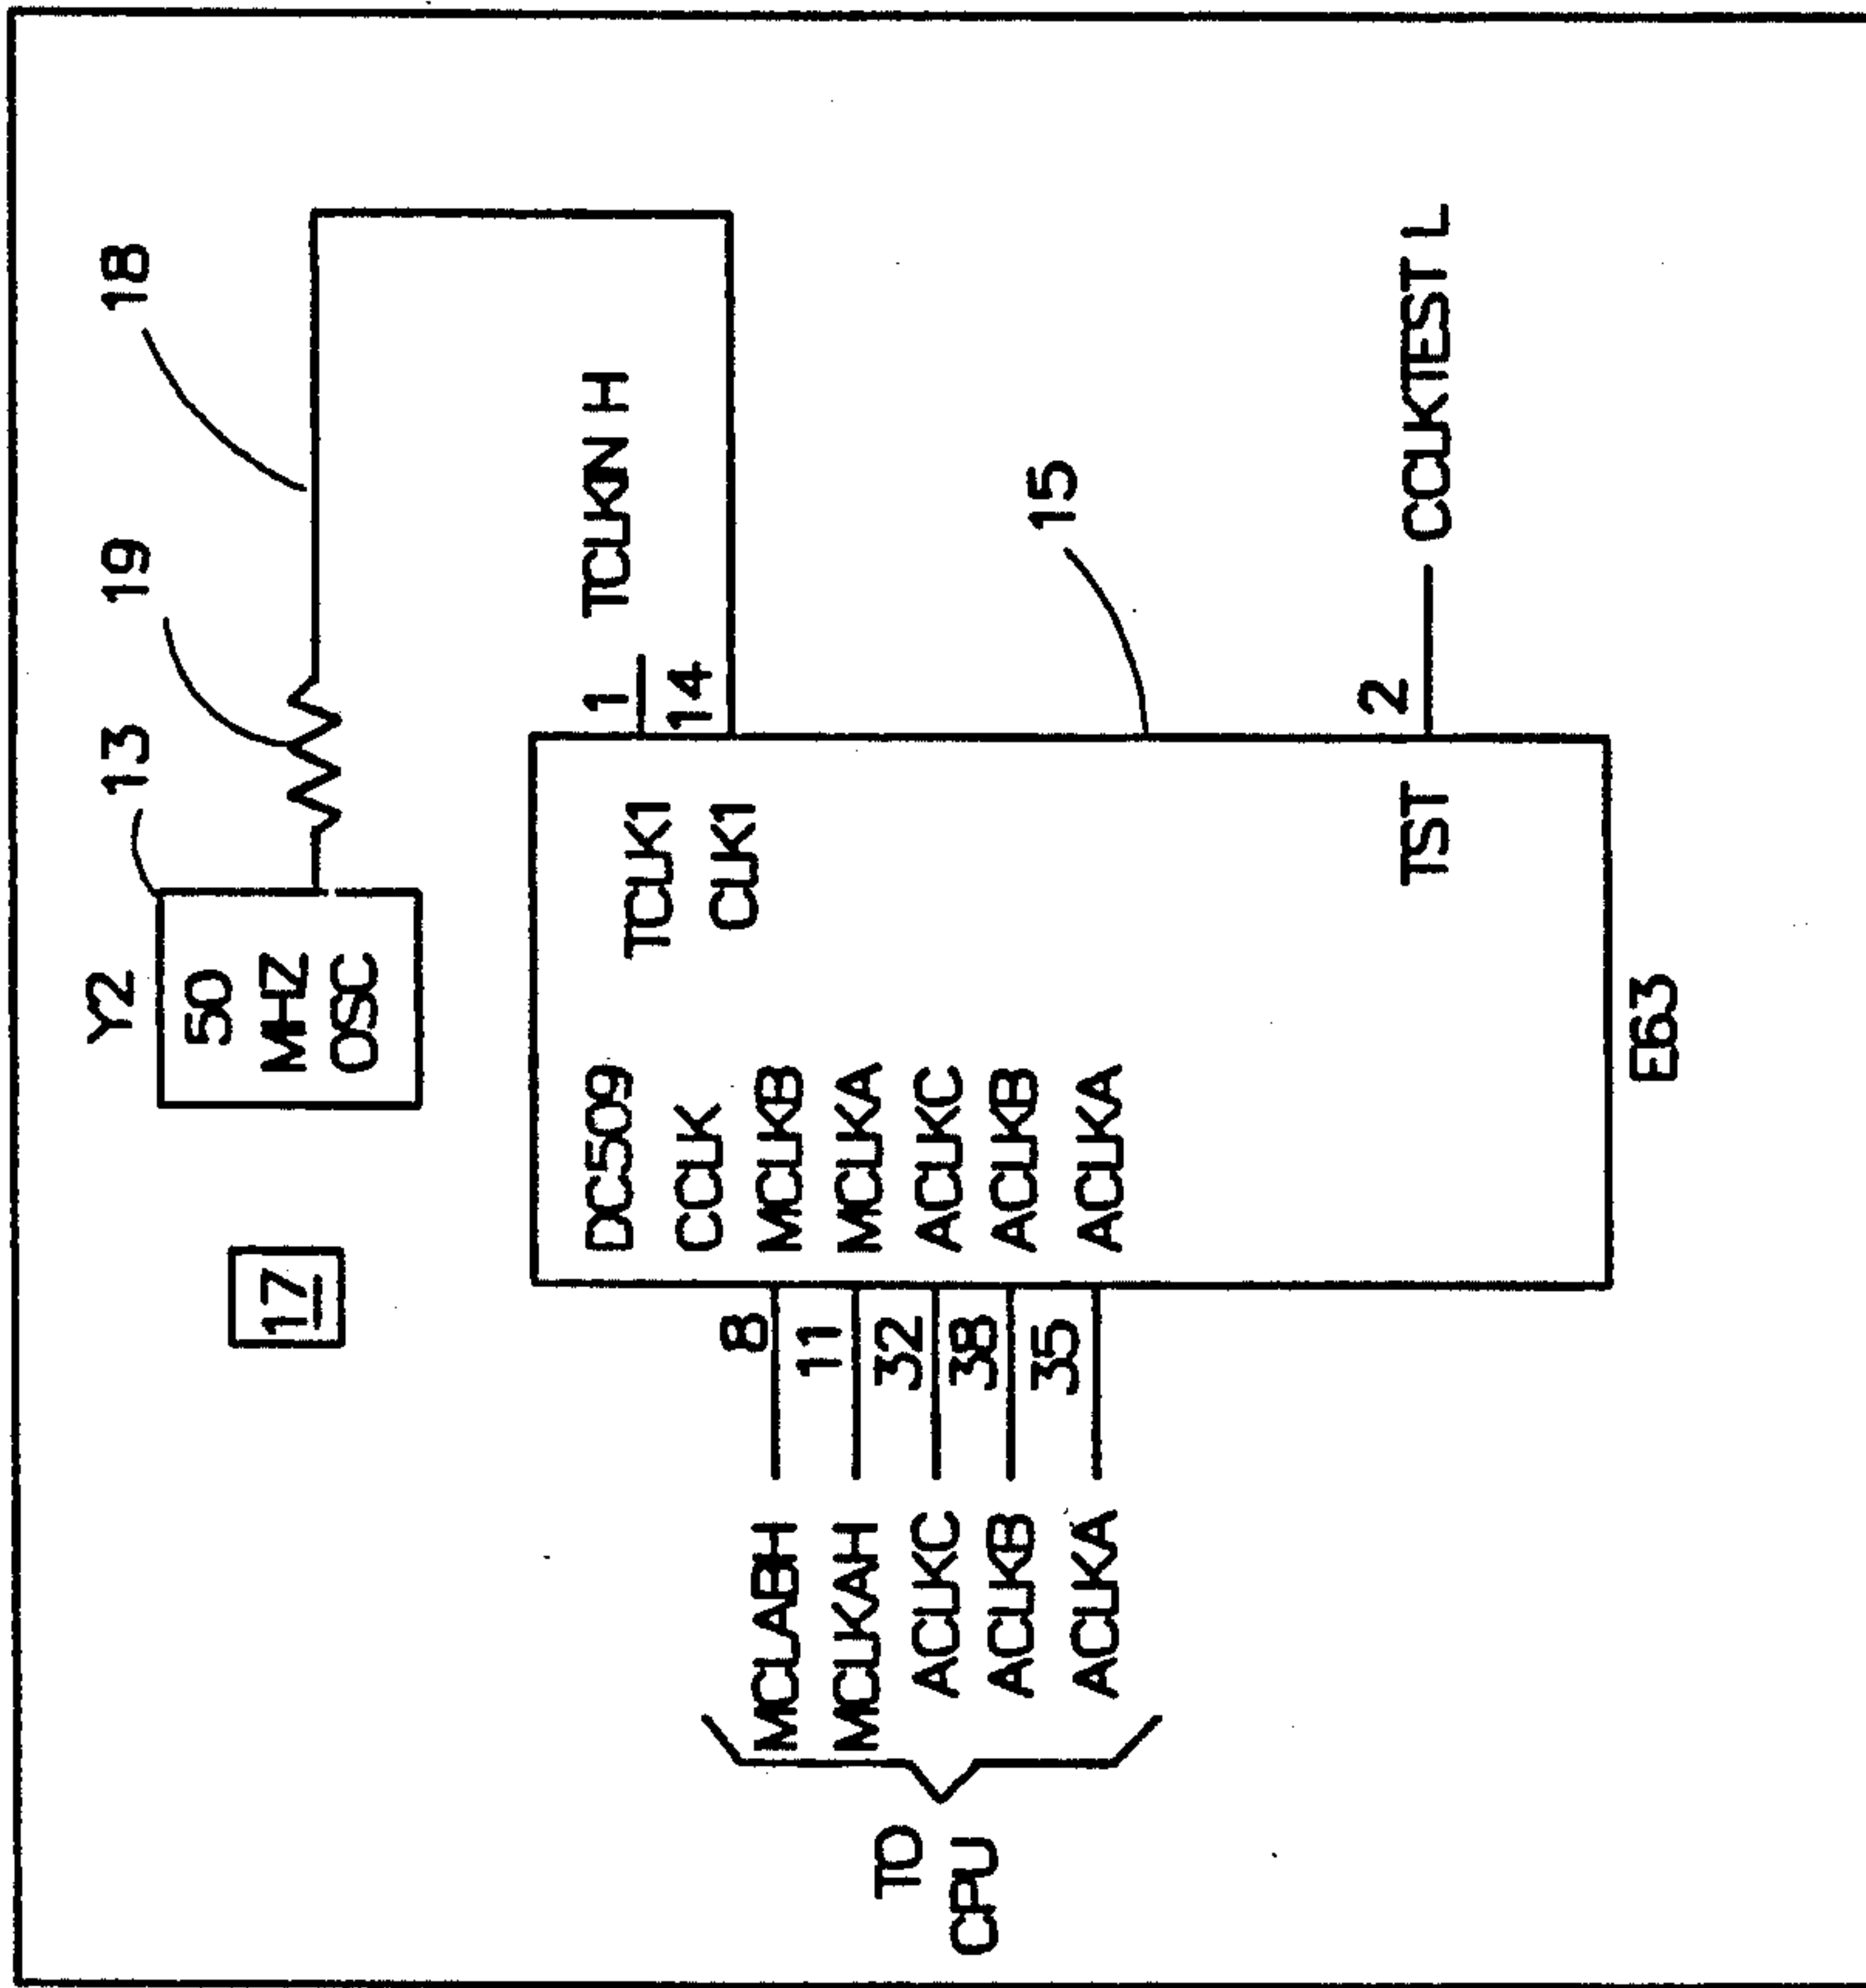 Y2
13
19
18
50
MHZ
OSC
17
DC509
CCLK
MCLKB
MCLKA
ACLKC
ACLKB
ACLKA
TCLK1
CLK1
TST
1
14
2
TCLKIN H
15
CCLKTEST L
8
11
32
38
35
MCLABH
MCLKAH
ACLKC
ACLKB
ACLKA
TO
CPU
E63